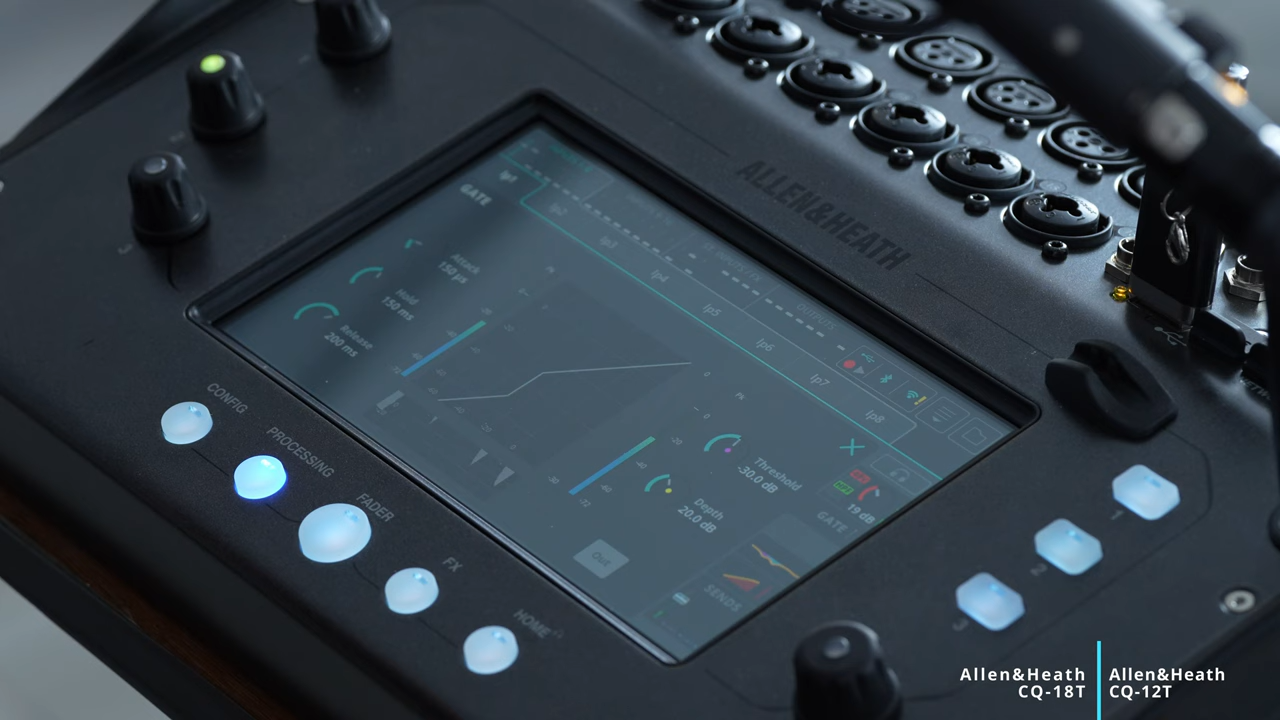 ALLEN&HEATH
GATE
Ip1
Ip2
Ip3
Ip4
Ip5
Ip6
Ip7
Ip8
OUTPUTS
Attack
150 µs
Hold
150 ms
Release
200 ms
Threshold
-30.0 dB
Depth
20.0 dB
Out
19 dB
GATE
SENDS
CONFIG
PROCESSING
FADER
FX
HOME
1
2
3
Allen&Heath
CQ-18T
Allen&Heath
CQ-12T